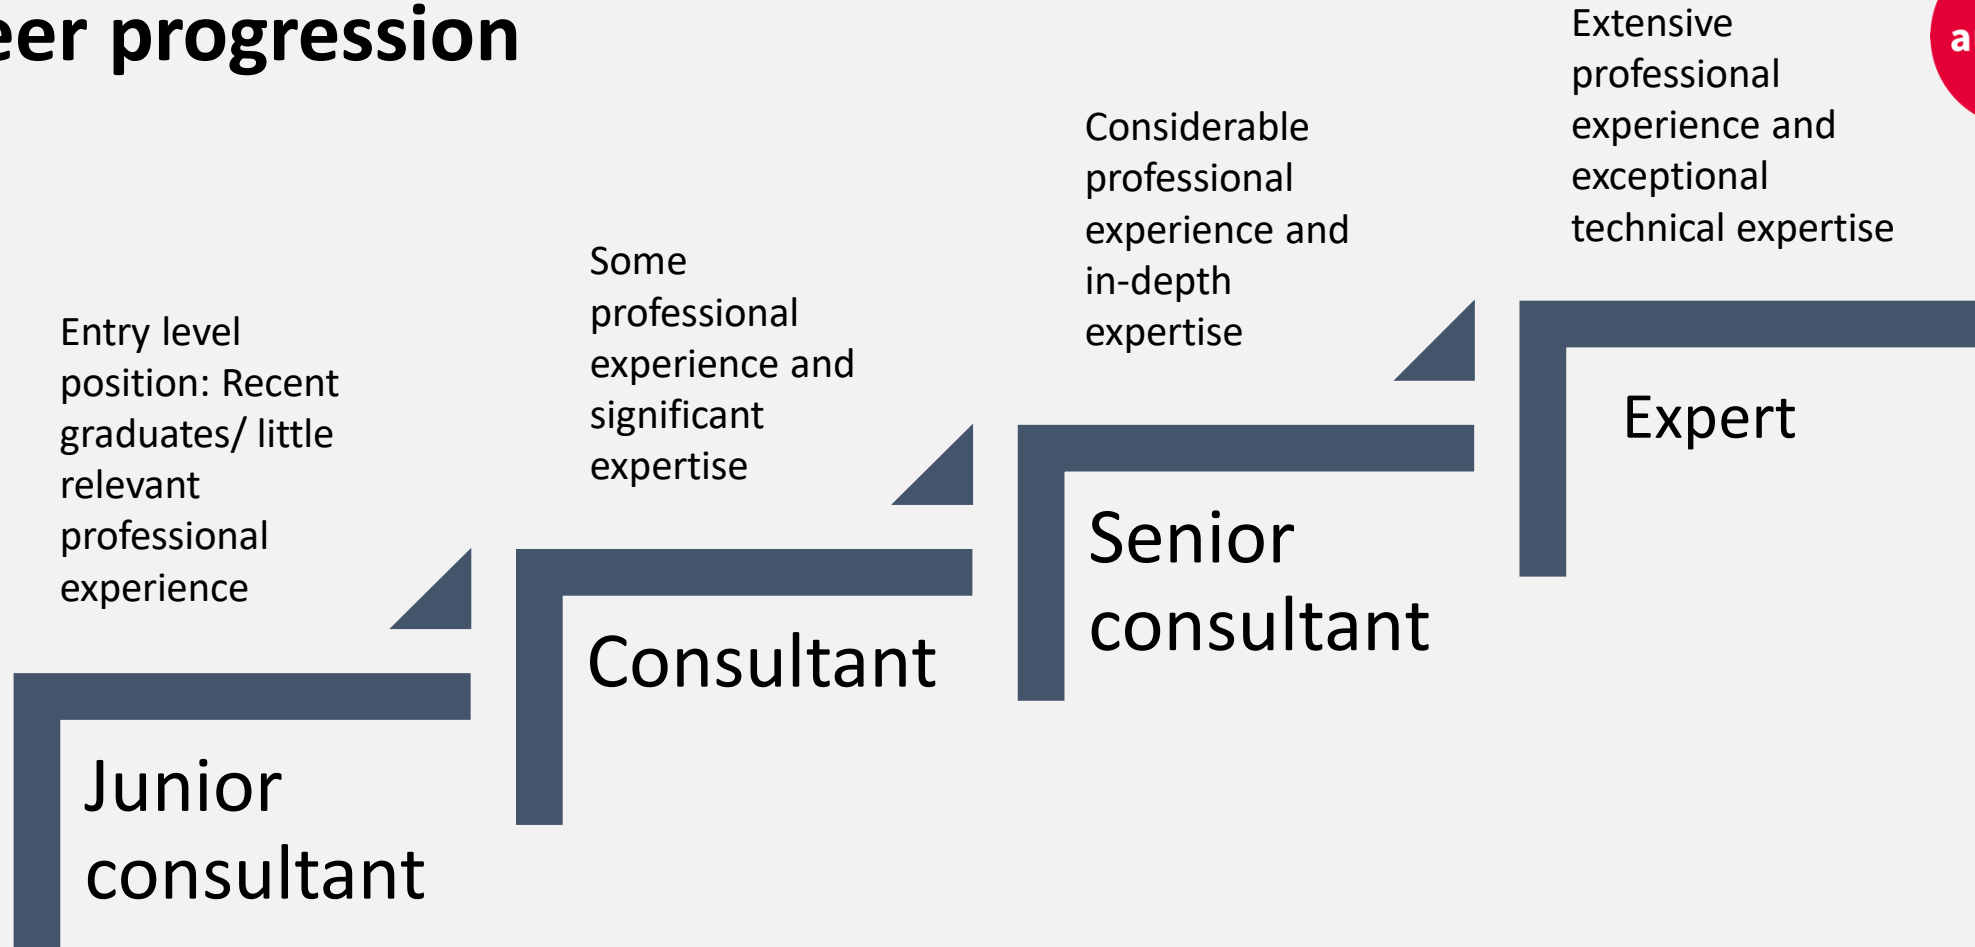 eer progression
Entry level
position: Recent
graduates/ little
relevant
professional
experience
Junior
consultant
Some
professional
experience and
significant
expertise
Consultant
Considerable
professional
experience and
in-depth
expertise
Senior
consultant
Extensive
professional
experience and
exceptional
technical expertise
Expert
a